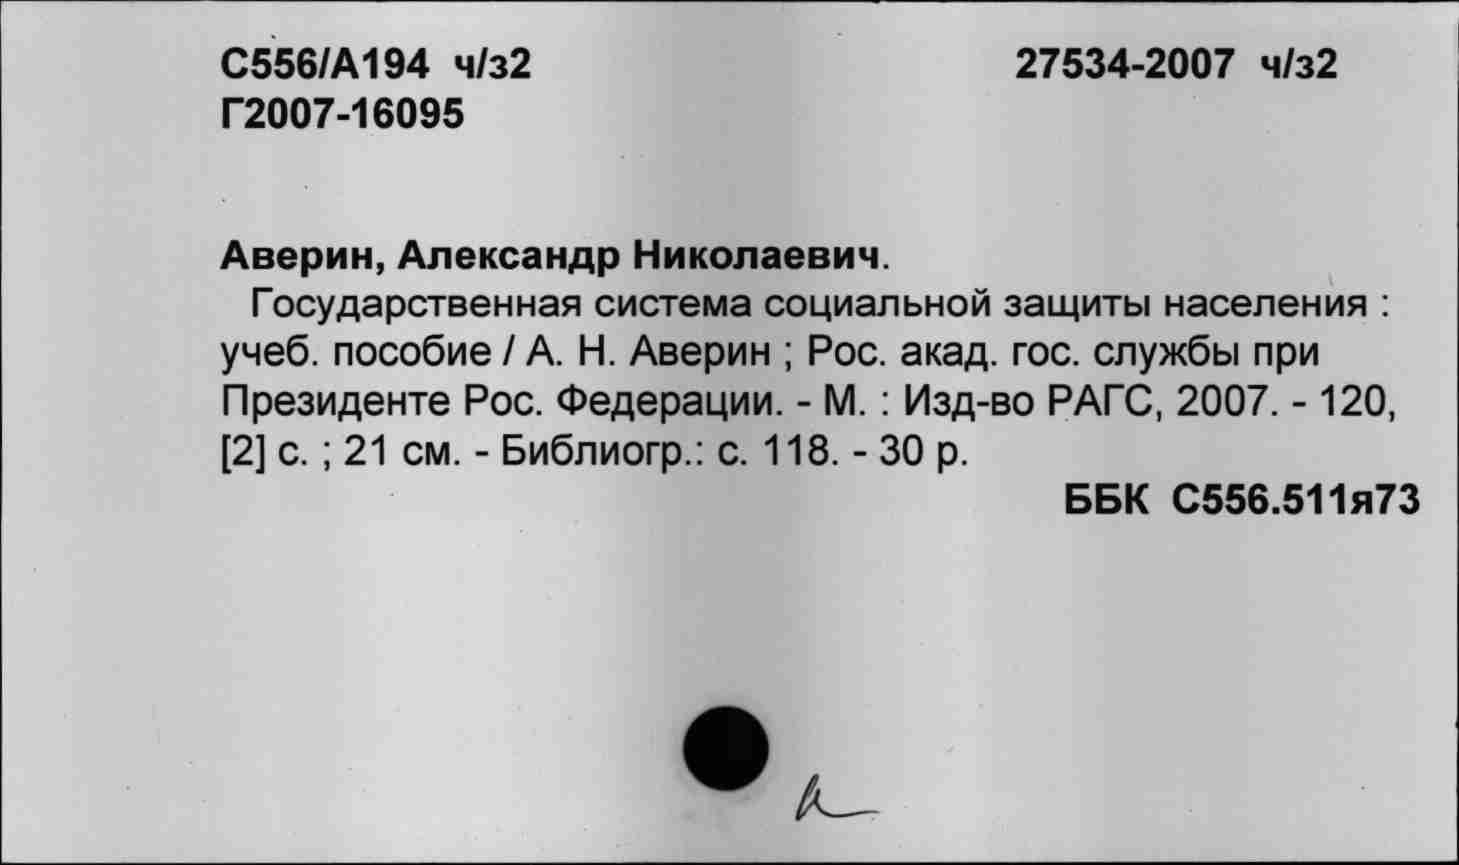 С556/А194 ч/з2 27534-2007 ч/з2
Г2007-16095
Аверин, Александр Николаевич.
Государственная система социальной защиты населения :
учеб. пособие / А. Н. Аверин ; Рос. акад. гос. службы при
Президенте Рос. Федерации. - М. : Изд-во РАГС, 2007. - 120,
[2] с. ; 21 см. - Библиогр.: с. 118. - 30 р.
ББК С556.511я73